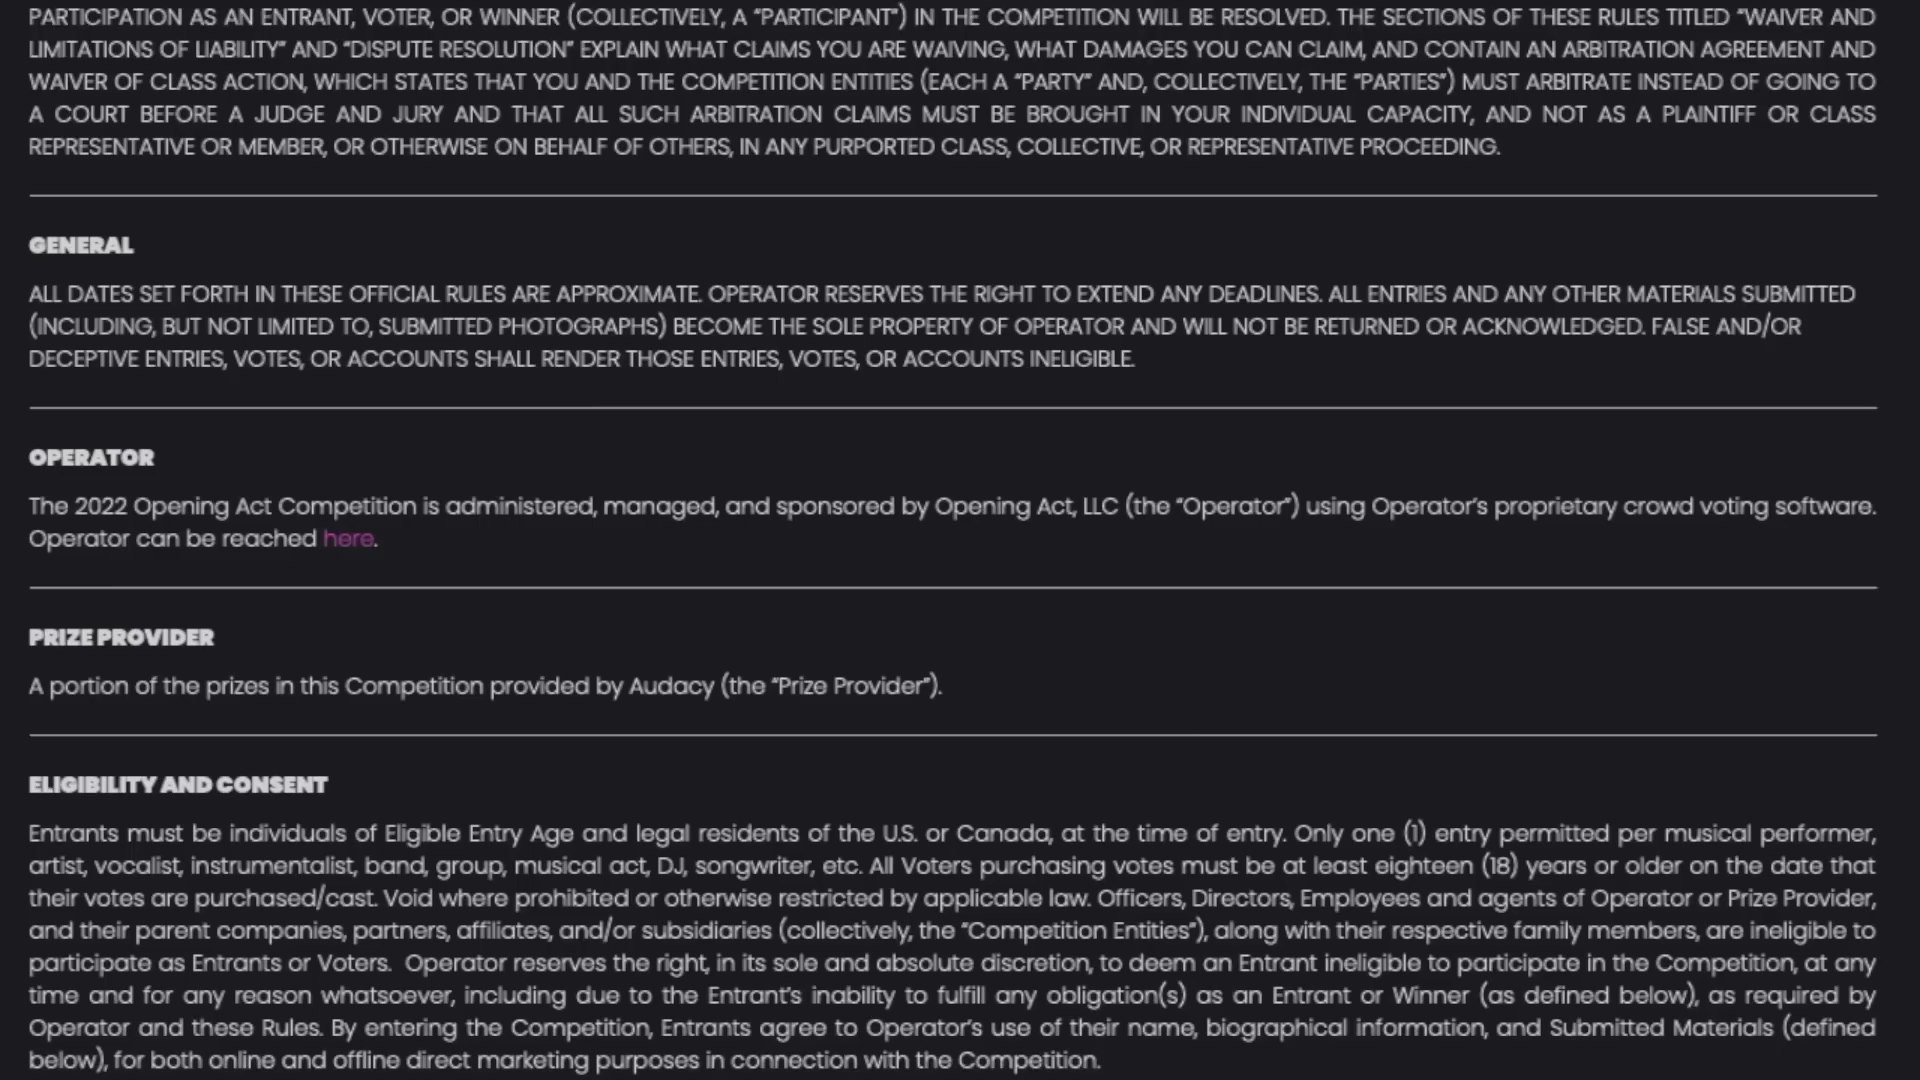 PARTICIPATION AS AN ENTRANT, VOTER, OR WINNER (COLLECTIVELY, A “PARTICIPANT”) IN THE COMPETITION WILL BE RESOLVED. THE SECTIONS OF THESE RULES TITLED “WAIVER AND
LIMITATIONS OF LIABILITY” AND “DISPUTE RESOLUTION” EXPLAIN WHAT CLAIMS YOU ARE WAIVING, WHAT DAMAGES YOU CAN CLAIM, AND CONTAIN AN ARBITRATION AGREEMENT AND
WAIVER OF CLASS ACTION, WHICH STATES THAT YOU AND THE COMPETITION ENTITIES (EACH A “PARTY” AND, COLLECTIVELY, THE “PARTIES”) MUST ARBITRATE INSTEAD OF GOING TO
A COURT BEFORE A JUDGE AND JURY AND THAT ALL SUCH ARBITRATION CLAIMS MUST BE BROUGHT IN YOUR INDIVIDUAL CAPACITY, AND NOT AS A PLAINTIFF OR CLASS
REPRESENTATIVE OR MEMBER, OR OTHERWISE ON BEHALF OF OTHERS, IN ANY PURPORTED CLASS, COLLECTIVE, OR REPRESENTATIVE PROCEEDING.
GENERAL
ALL DATES SET FORTH IN THESE OFFICIAL RULES ARE APPROXIMATE. OPERATOR RESERVES THE RIGHT TO EXTEND ANY DEADLINES. ALL ENTRIES AND ANY OTHER MATERIALS SUBMITTED
(INCLUDING, BUT NOT LIMITED TO, SUBMITTED PHOTOGRAPHS) BECOME THE SOLE PROPERTY OF OPERATOR AND WILL NOT BE RETURNED OR ACKNOWLEDGED. FALSE AND/OR
DECEPTIVE ENTRIES, VOTES, OR ACCOUNTS SHALL RENDER THOSE ENTRIES, VOTES, OR ACCOUNTS INELIGIBLE.
OPERATOR
The 2022 Opening Act Competition is administered, managed, and sponsored by Opening Act, LLC (the “Operator”) using Operator’s proprietary crowd voting software.
Operator can be reached here.
PRIZE PROVIDER
A portion of the prizes in this Competition provided by Audacy (the “Prize Provider”).
ELIGIBILITY AND CONSENT
Entrants must be individuals of Eligible Entry Age and legal residents of the U.S. or Canada, at the time of entry. Only one (1) entry permitted per musical performer,
artist, vocalist, instrumentalist, band, group, musical act, DJ, songwriter, etc. All Voters purchasing votes must be at least eighteen (18) years or older on the date that
their votes are purchased/cast. Void where prohibited or otherwise restricted by applicable law. Officers, Directors, Employees and agents of Operator or Prize Provider,
and their parent companies, partners, affiliates, and/or subsidiaries (collectively, the “Competition Entities”), along with their respective family members, are ineligible to
participate as Entrants or Voters. Operator reserves the right, in its sole and absolute discretion, to deem an Entrant ineligible to participate in the Competition, at any
time and for any reason whatsoever, including due to the Entrant’s inability to fulfill any obligation(s) as an Entrant or Winner (as defined below), as required by
Operator and these Rules. By entering the Competition, Entrants agree to Operator’s use of their name, biographical information, and Submitted Materials (defined
below), for both online and offline direct marketing purposes in connection with the Competition.